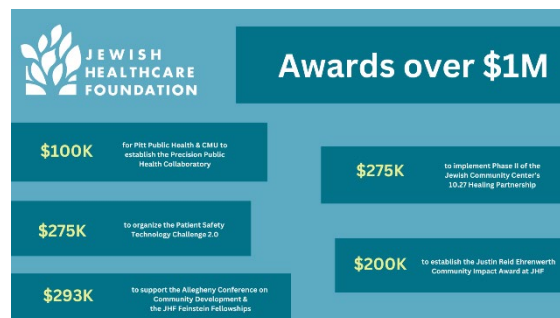 JEWISH
HEALTHCARE
FOUNDATION
Awards over $1M
$100K
for Pitt Public Health & CMU to
establish the Precision Public
Health Collaboratory
$275K
to organize the Patient Safety
Technology Challenge 2.0
$293K
to support the Allegheny Conference on
Community Development &
the JHF Feinstein Fellowships
$275K
to implement Phase II of the
Jewish Community Center's
10.27 Healing Partnership
$200K
to establish the Justin Reid Ehrenwerth
Community Impact Award at JHF